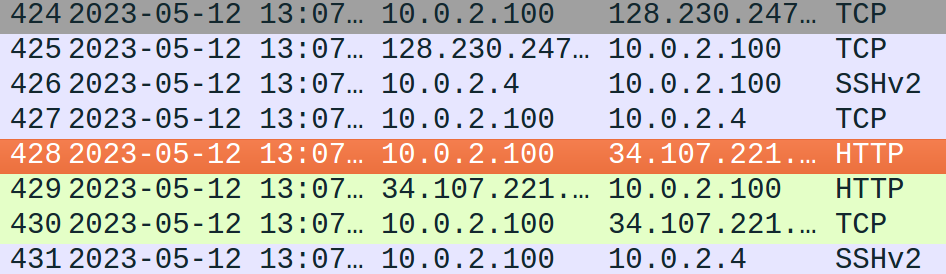 424 2023-05-12 13:07… 10.0.2.100 128.230.247… TCP
425 2023-05-12 13:07… 128.230.247… 10.0.2.100 TCP
426 2023-05-12 13:07… 10.0.2.4 10.0.2.100 SSHv2
427 2023-05-12 13:07… 10.0.2.100 10.0.2.4 TCP
428 2023-05-12 13:07… 10.0.2.100 34.107.221.… HTTP
429 2023-05-12 13:07… 34.107.221.… 10.0.2.100 HTTP
430 2023-05-12 13:07… 10.0.2.100 34.107.221.… TCP
431 2023-05-12 13:07… 10.0.2.100 10.0.2.4 SSHv2